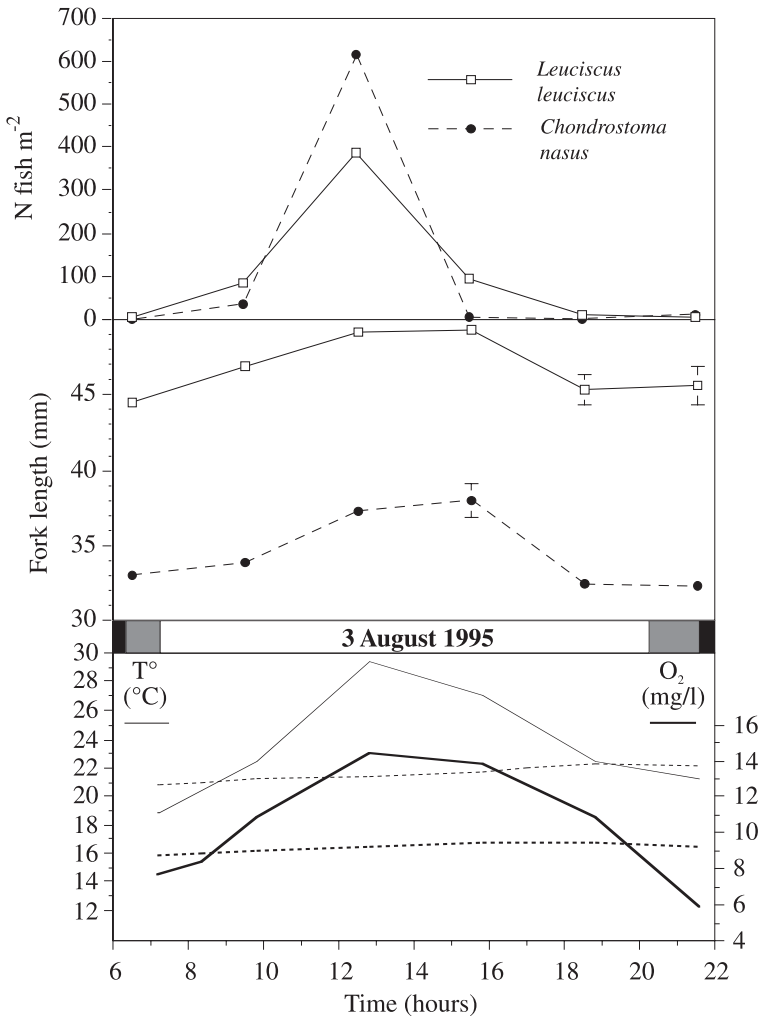 700
600
500
400
300
200
100
0
N fish m-2
Leuciscus
leuciscus
Chondrostoma
nasus
45
40
35
30
Fork length (mm)
3 August 1995
30
28
26
24
22
20
18
16
14
12
T°
(°C)
O2
(mg/l)
16
14
12
10
8
6
4
6 8 10 12 14 16 18 20 22
Time (hours)